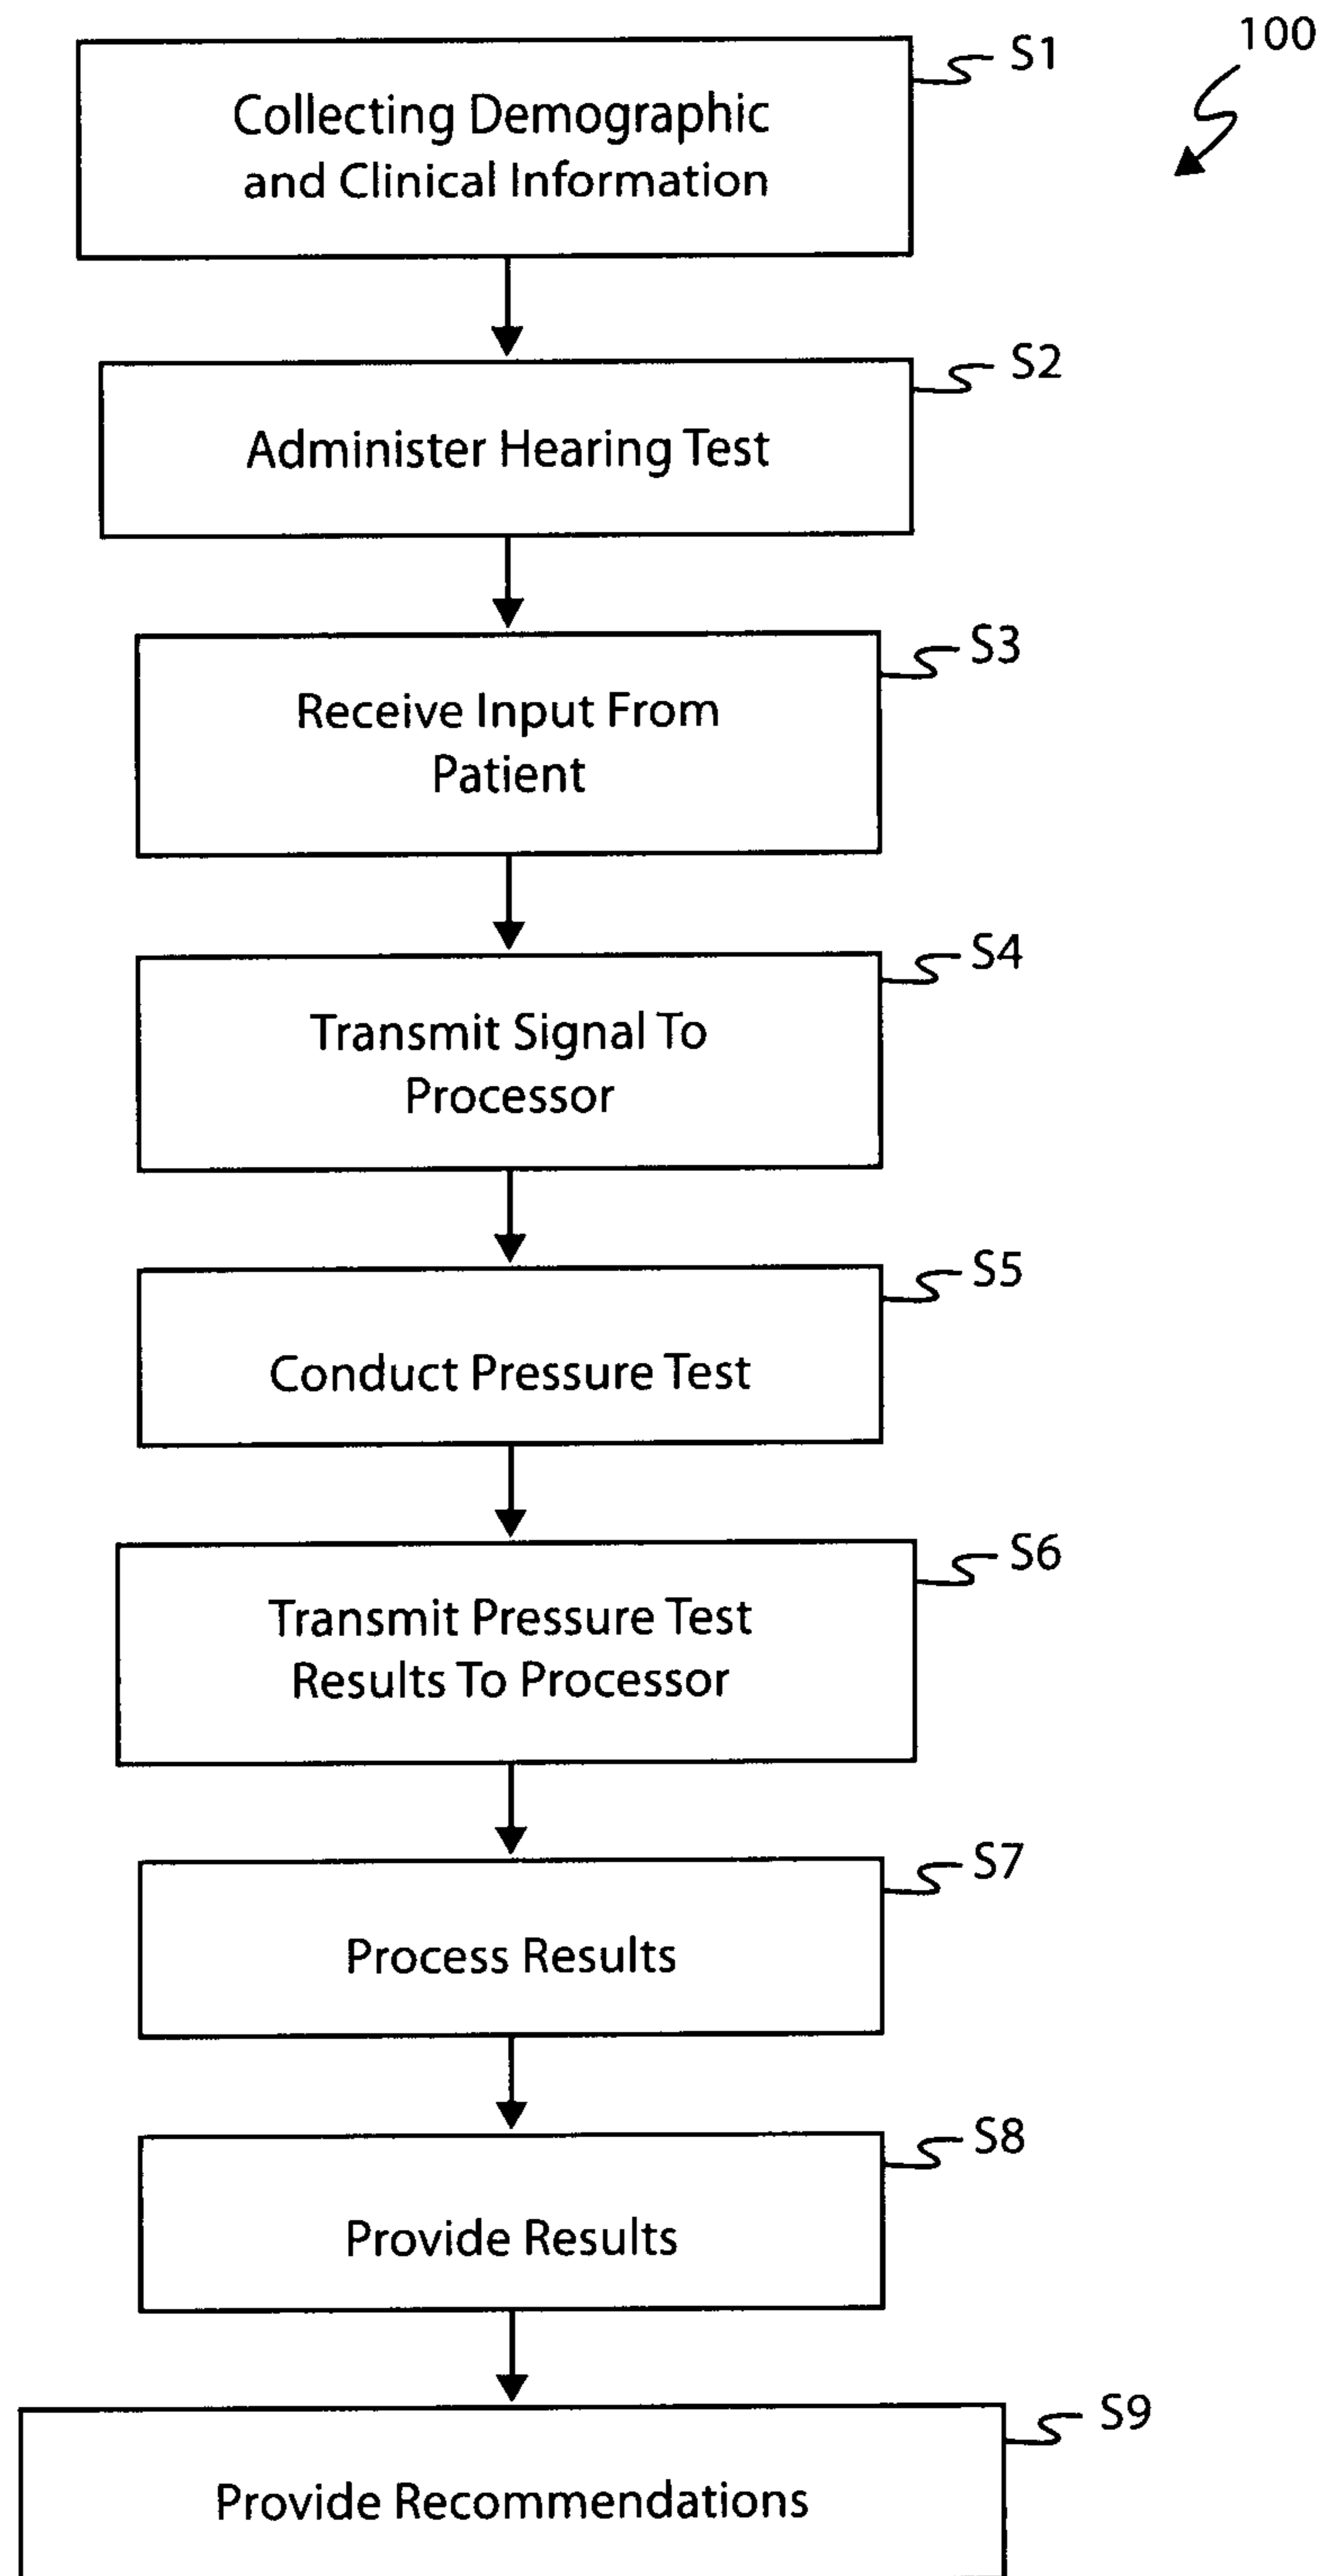 100
S1
Collecting Demographic
and Clinical Information
S2
Administer Hearing Test
S3
Receive Input From
Patient
S4
Transmit Signal To
Processor
S5
Conduct Pressure Test
S6
Transmit Pressure Test
Results To Processor
S7
Process Results
S8
Provide Results
S9
Provide Recommendations